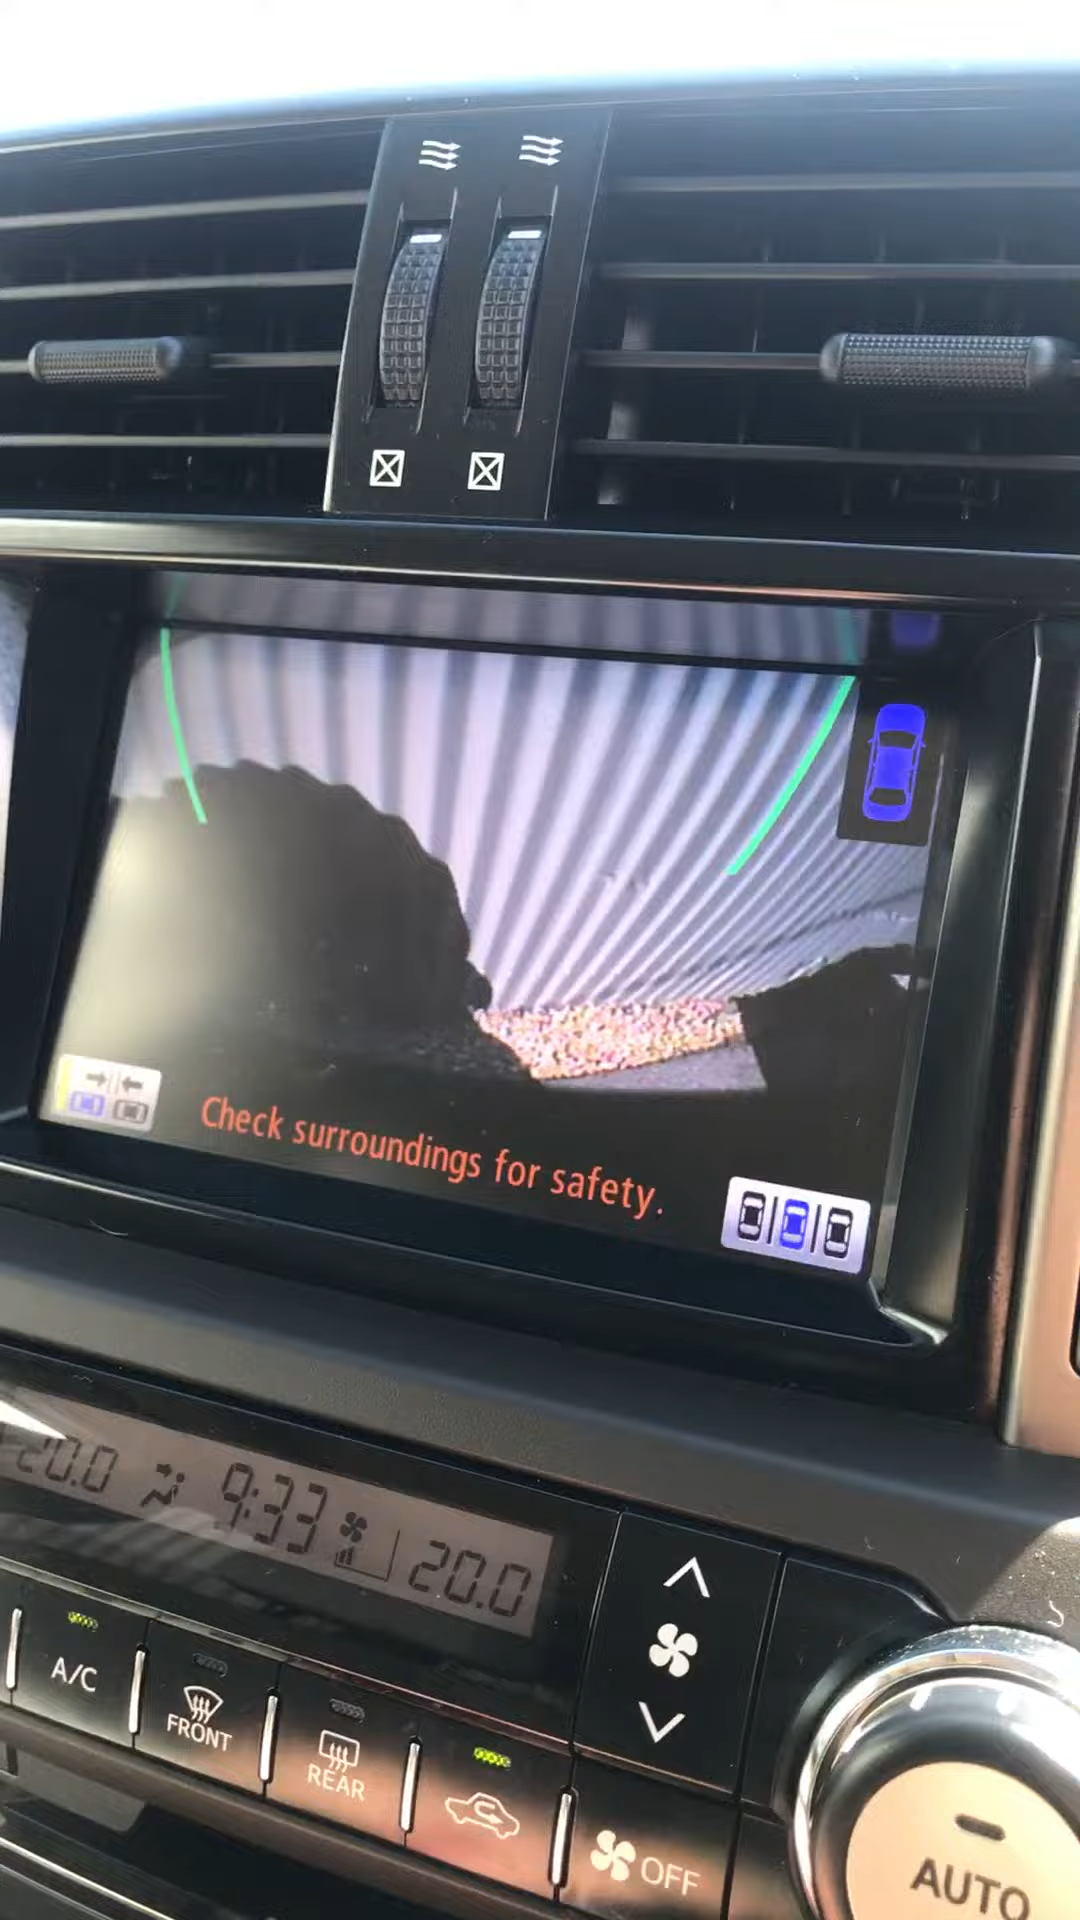 Check surroundings for safety.
20.0 9:33 20.0
A/C
FRONT
REAR
OFF
AUTO